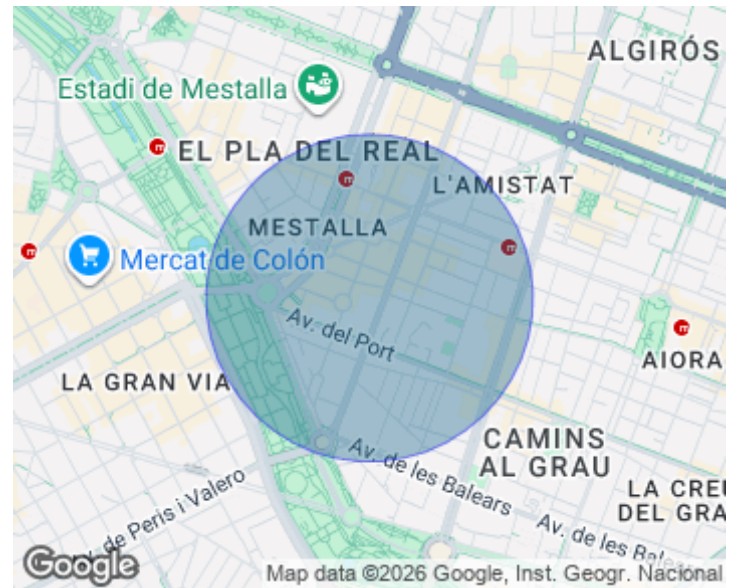 ALGIRÓS
Estadi de Mestalla
EL PLA DEL REAL
L'AMISTAT
MESTALLA
Mercat de Colón
Av. del Port
AIORA
LA GRAN VIA
CAMINS
AL GRAU
Av. de les Balears
LA CREU
DEL GRA
Av. de Peris i Valero
Av. de les Balears
Google
Map data ©2026 Google, Inst. Geogr. Nacional